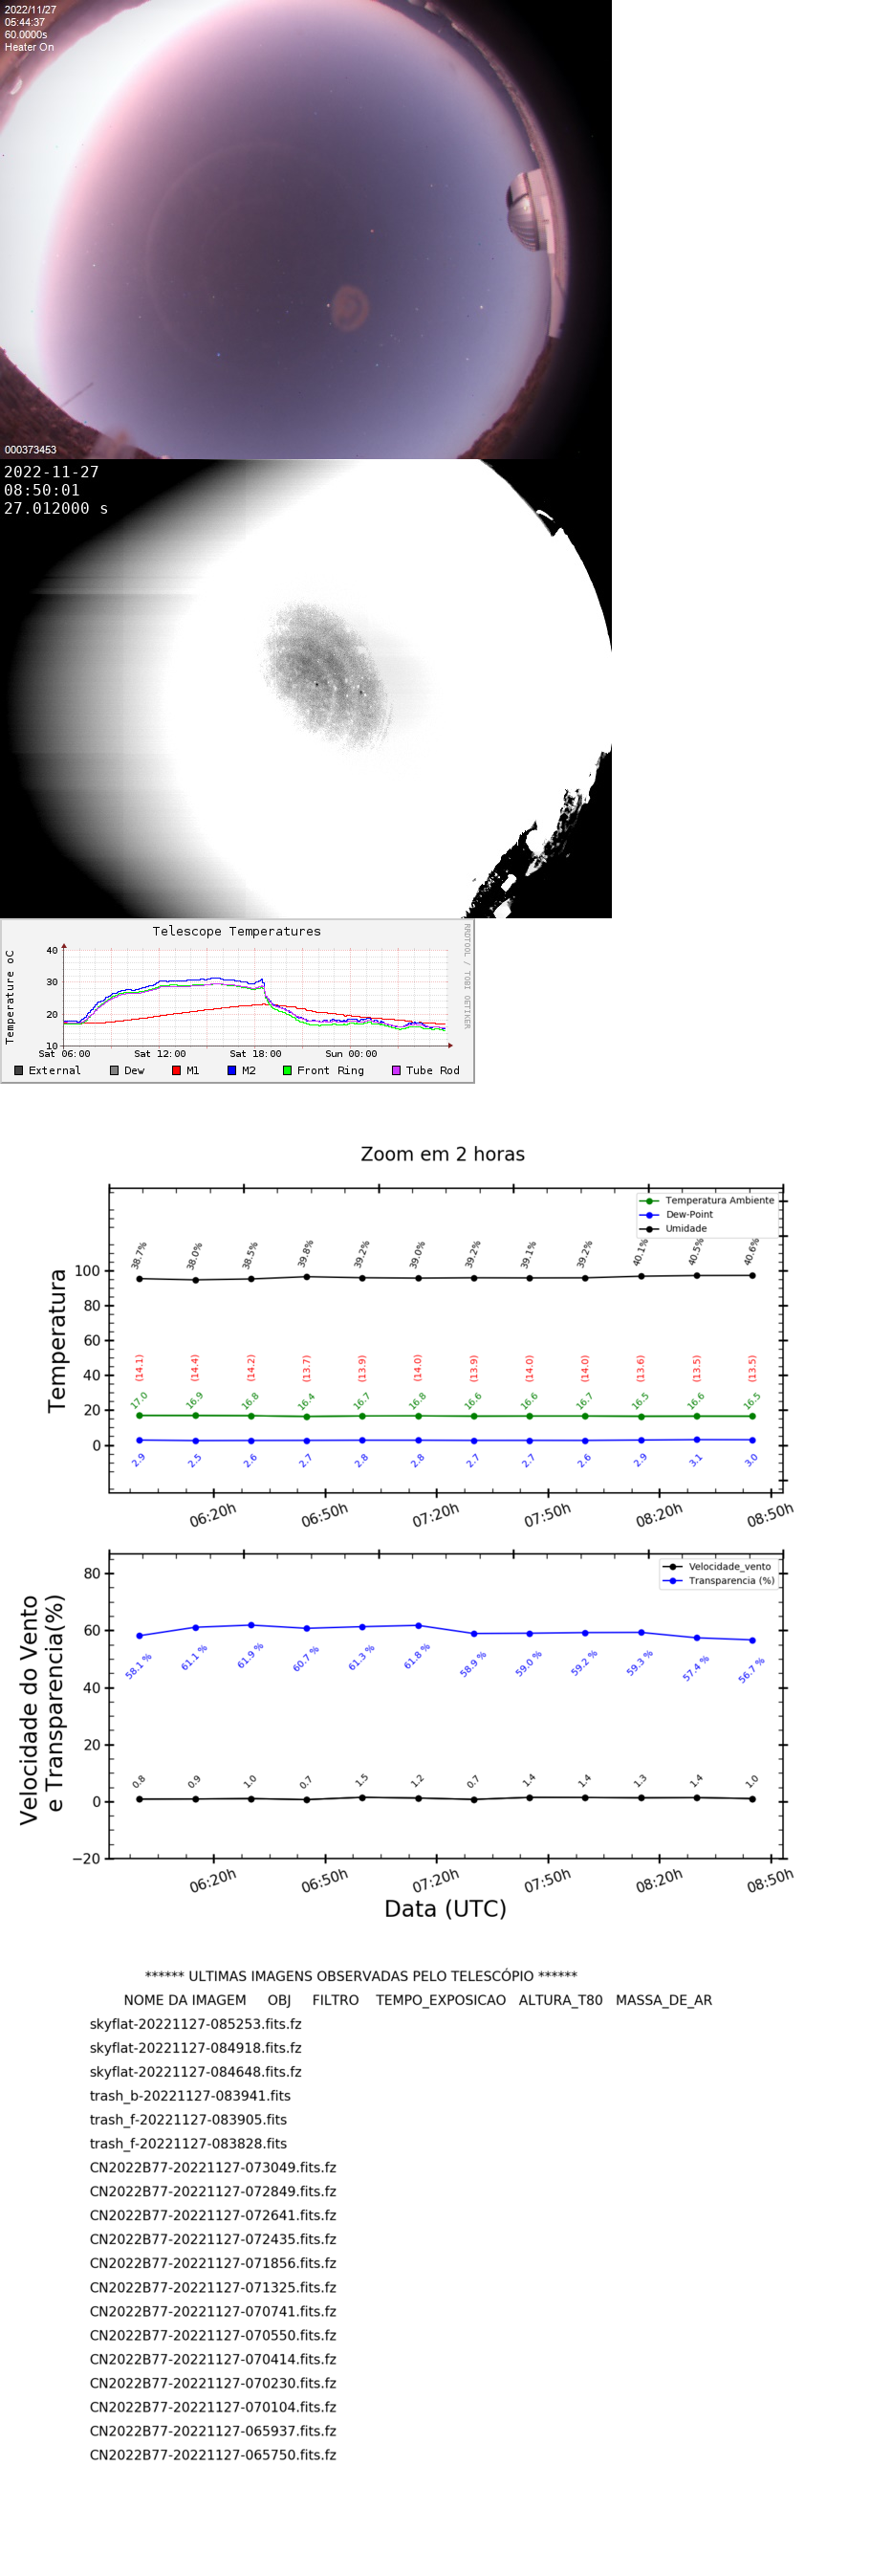 2022/11/27
05:44:37
60.0000s
Heater On
000373453
2022-11-27
08:50:01
27.012000 s
Telescope Temperatures
RRDTOOL / TOBI OETIKER
Temperature oC
40
30
20
10
Sat 06:00 Sat 12:00 Sat 18:00 Sun 00:00
External Dew M1 M2 Front Ring Tube Rod
Zoom em 2 horas
Temperatura Ambiente
Dew-Point
Umidade
Temperatura
100
80
60
40
20
0
38.7% 38.0% 38.5% 39.8% 39.2% 39.0% 39.2% 39.1% 39.2% 40.1% 40.5% 40.6%
(14.1) (14.4) (14.2) (13.7) (13.9) (14.0) (13.9) (14.0) (14.0) (13.6) (13.5) (13.5)
17.0 16.9 16.8 16.4 16.7 16.8 16.6 16.6 16.7 16.5 16.6 16.5
2.9 2.5 2.6 2.7 2.8 2.8 2.7 2.7 2.6 2.9 3.1 3.0
06:20h 06:50h 07:20h 07:50h 08:20h 08:50h
Velocidade_vento
Transparencia (%)
Velocidade do Vento
e Transparencia(%)
80
60
40
20
0
−20
58.1 % 61.1 % 61.9 % 60.7 % 61.3 % 61.8 % 58.9 % 59.0 % 59.2 % 59.3 % 57.4 % 56.7 %
0.8 0.9 1.0 0.7 1.5 1.2 0.7 1.4 1.4 1.3 1.4 1.0
06:20h 06:50h 07:20h 07:50h 08:20h 08:50h
Data (UTC)
****** ULTIMAS IMAGENS OBSERVADAS PELO TELESCÓPIO ******
NOME DA IMAGEM OBJ FILTRO TEMPO_EXPOSICAO ALTURA_T80 MASSA_DE_AR
skyflat-20221127-085253.fits.fz
skyflat-20221127-084918.fits.fz
skyflat-20221127-084648.fits.fz
trash_b-20221127-083941.fits
trash_f-20221127-083905.fits
trash_f-20221127-083828.fits
CN2022B77-20221127-073049.fits.fz
CN2022B77-20221127-072849.fits.fz
CN2022B77-20221127-072641.fits.fz
CN2022B77-20221127-072435.fits.fz
CN2022B77-20221127-071856.fits.fz
CN2022B77-20221127-071325.fits.fz
CN2022B77-20221127-070741.fits.fz
CN2022B77-20221127-070550.fits.fz
CN2022B77-20221127-070414.fits.fz
CN2022B77-20221127-070230.fits.fz
CN2022B77-20221127-070104.fits.fz
CN2022B77-20221127-065937.fits.fz
CN2022B77-20221127-065750.fits.fz